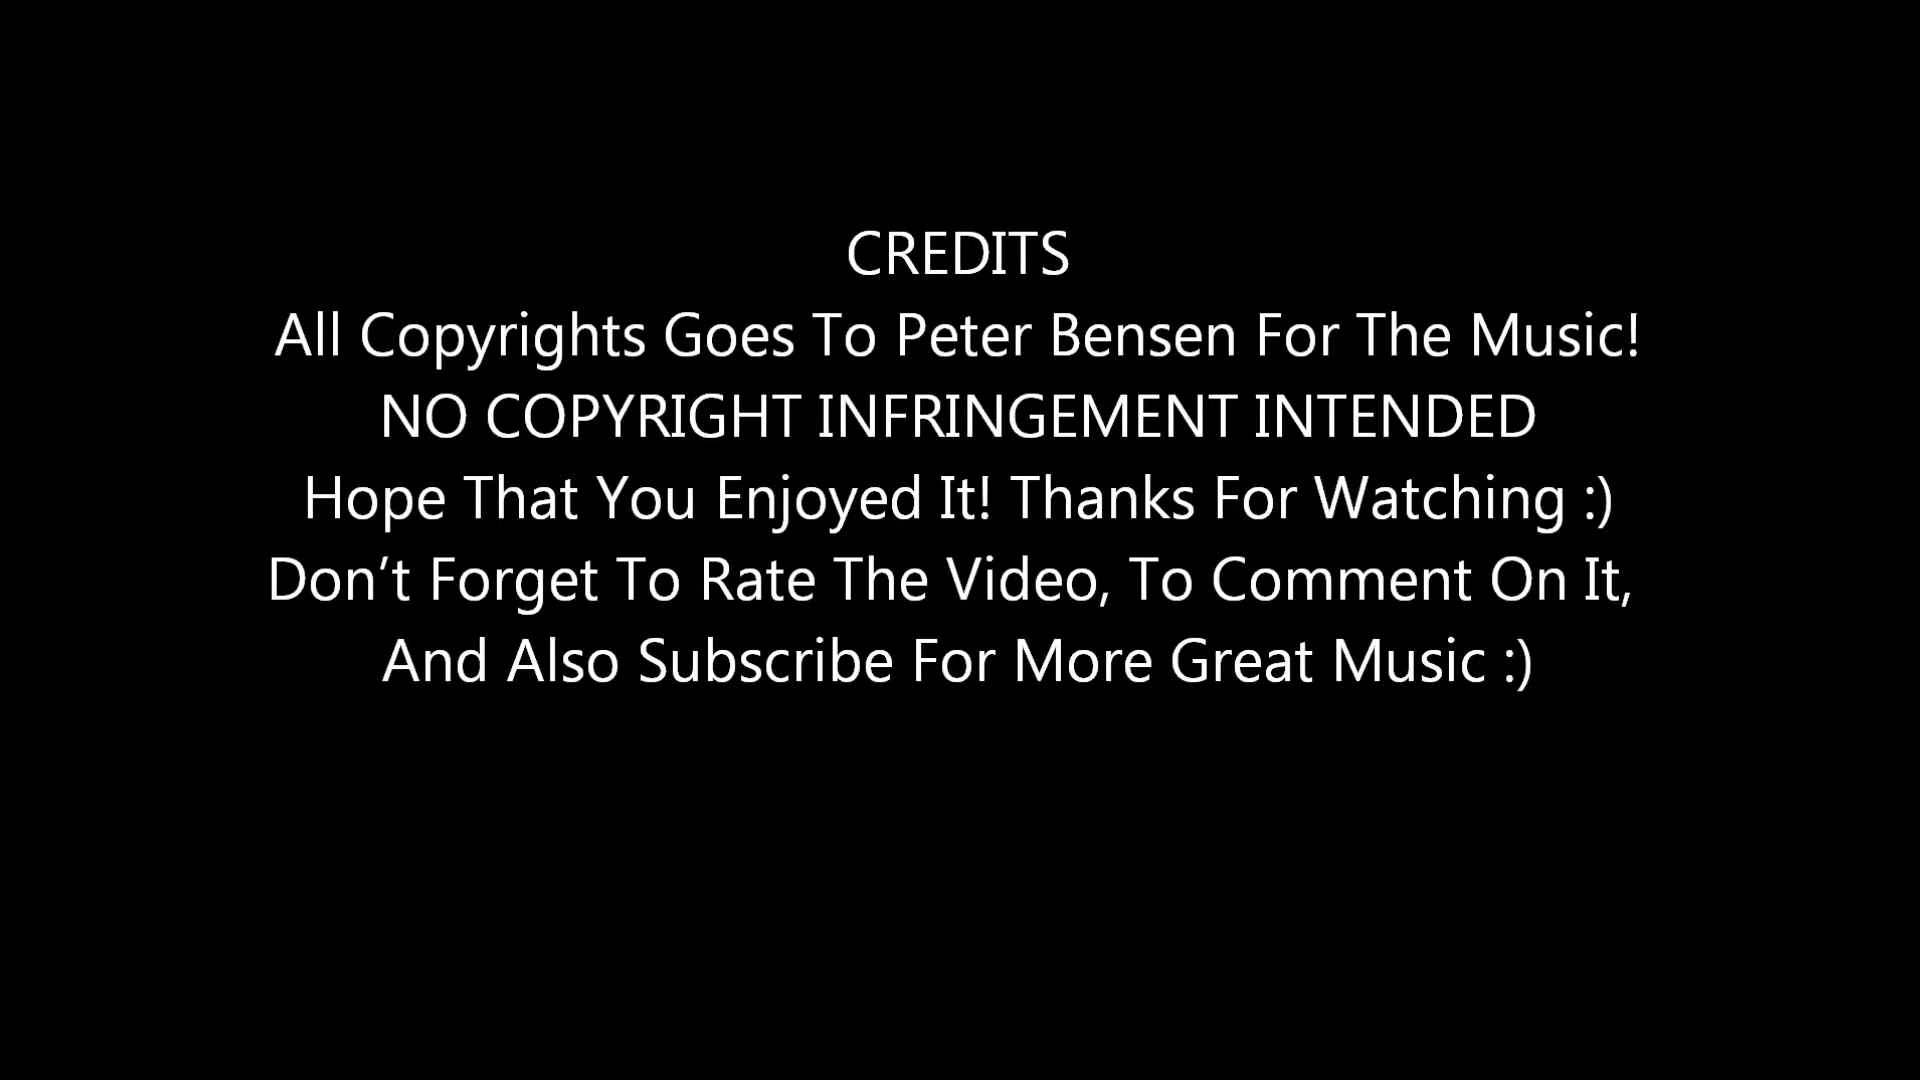 CREDITS
All Copyrights Goes To Peter Bensen For The Music!
NO COPYRIGHT INFRINGEMENT INTENDED
Hope That You Enjoyed It! Thanks For Watching :)
Don’t Forget To Rate The Video, To Comment On It,
And Also Subscribe For More Great Music :)